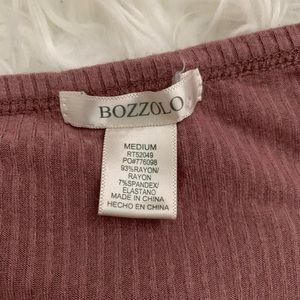 BOZZOLO
MEDIUM
RT52049
PO#776098
93%RAYON/
RAYON
7%SPANDEX/
ELASTANO
MADE IN CHINA
HECHO EN CHINA